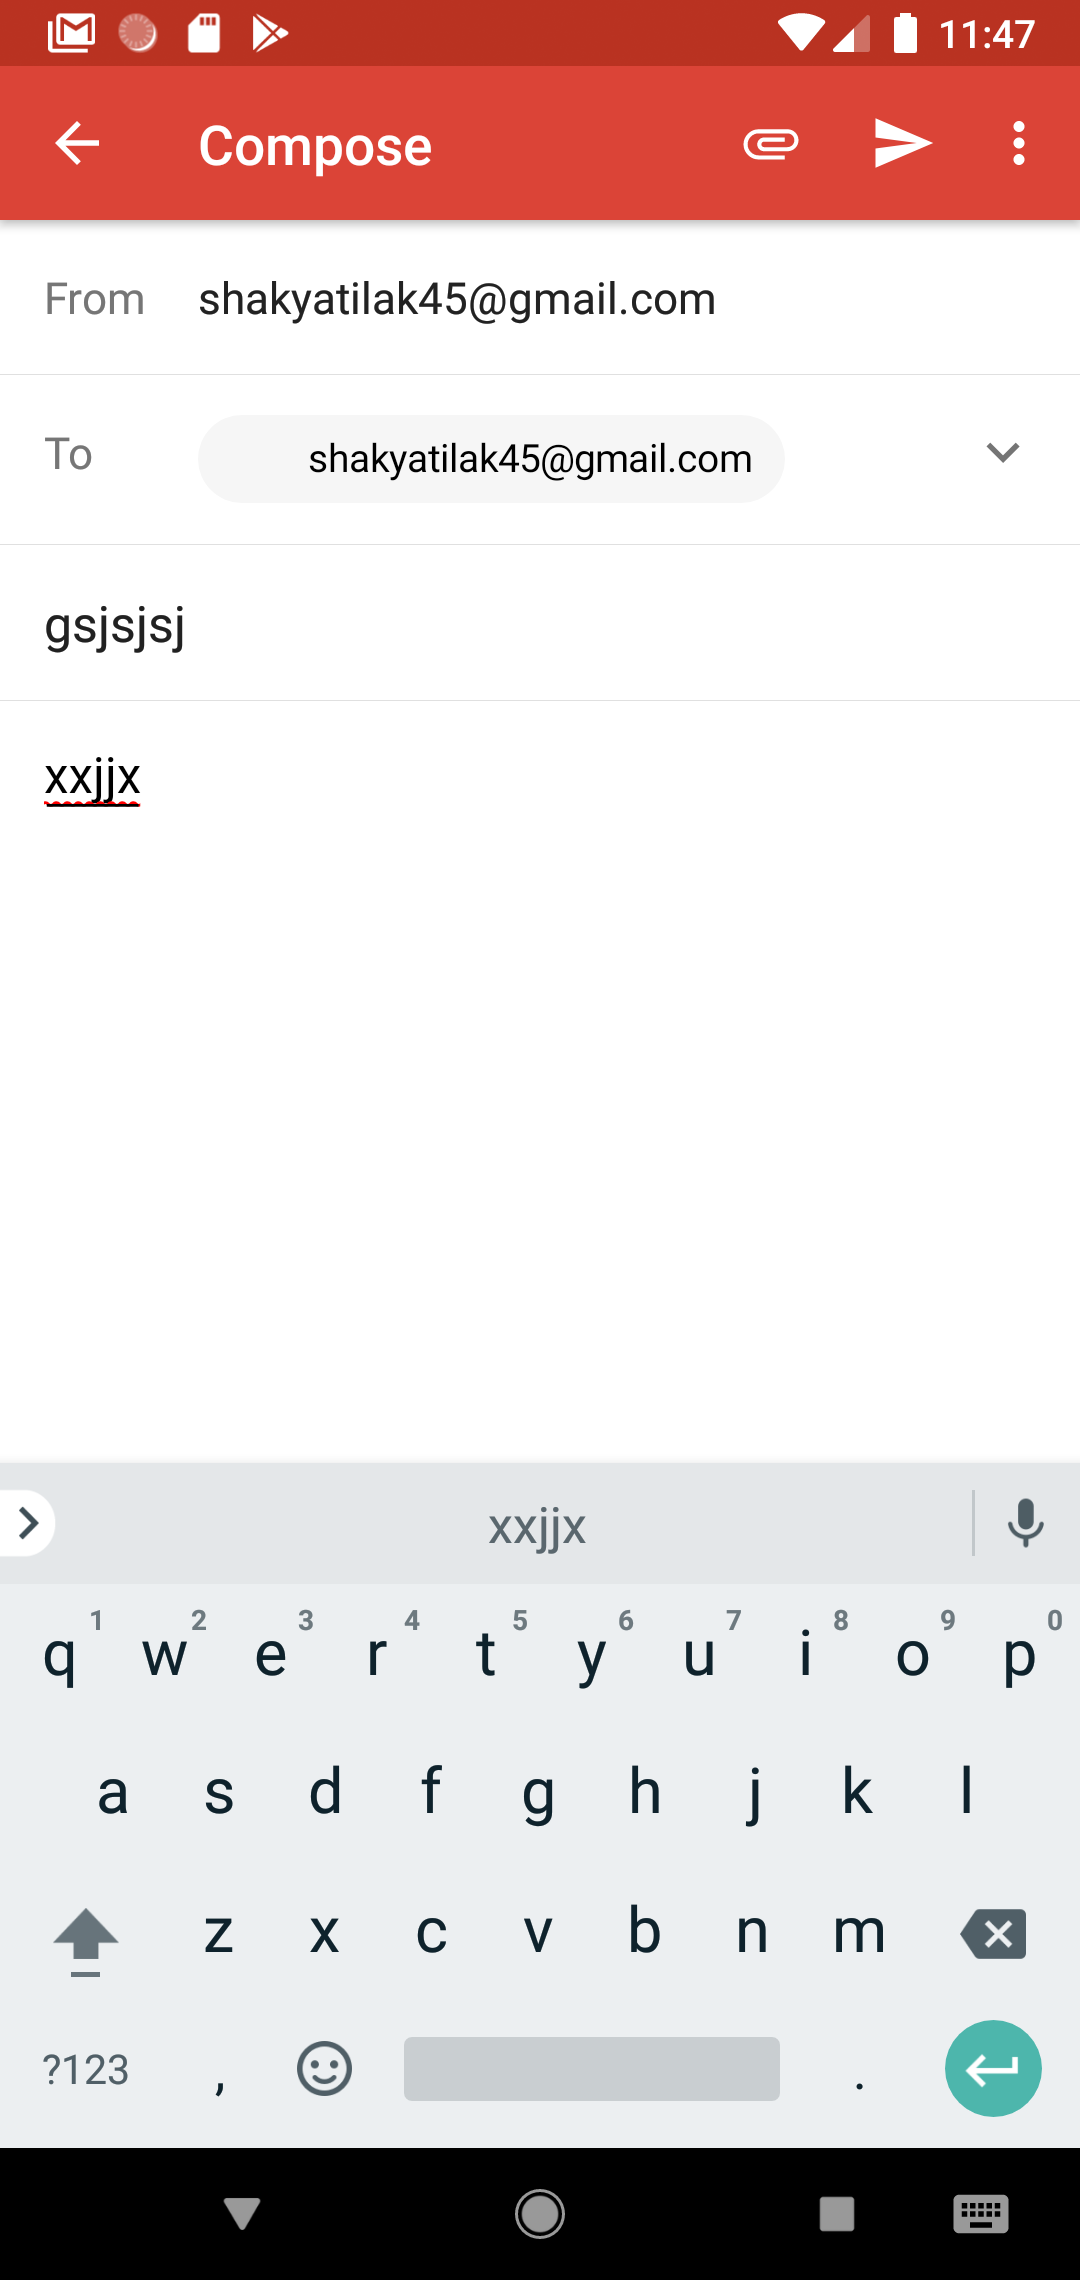 11:47
Compose
From shakyatilak45@gmail.com
To shakyatilak45@gmail.com
gsjsjsj
xxjjx
xxjjx
1 2 3 4 5 6 7 8 9 0
q w e r t y u i o p
a s d f g h j k l
z x c v b n m
?123 , .